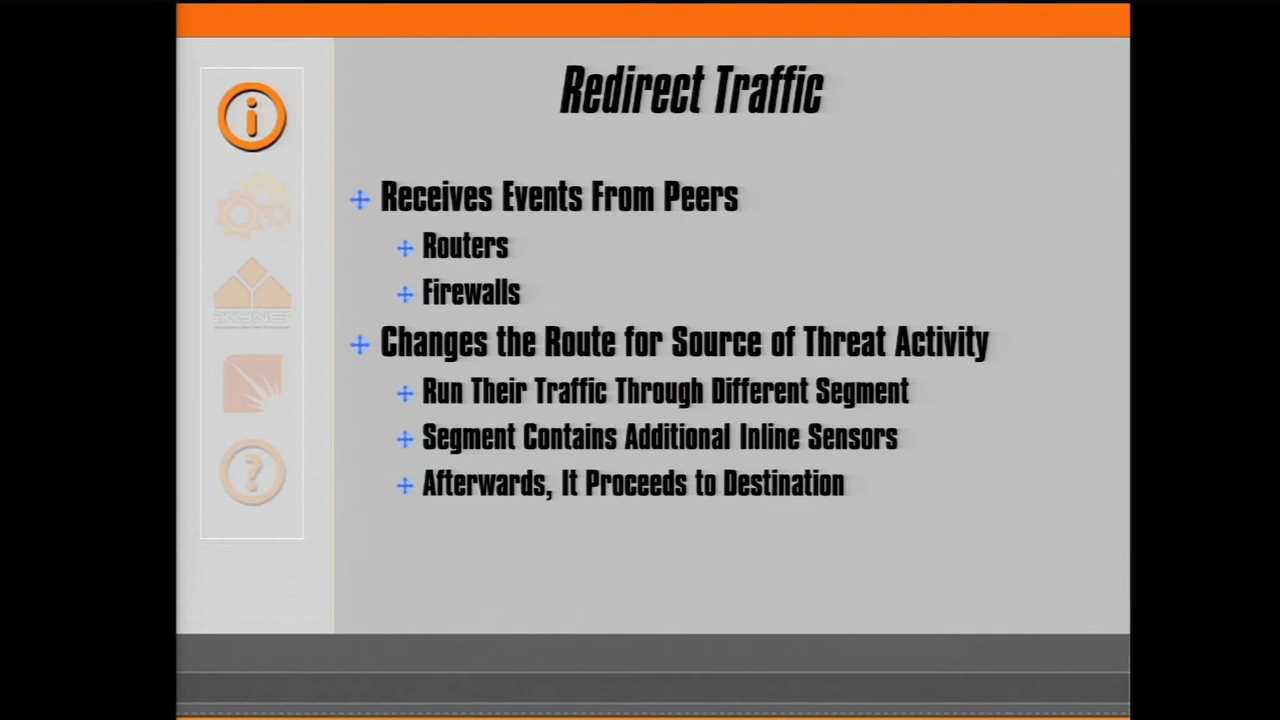 Redirect Traffic
Receives Events From Peers
Routers
Firewalls
Changes the Route for Source of Threat Activity
Run Their Traffic Through Different Segment
Segment Contains Additional Inline Sensors
Afterwards, It Proceeds to Destination